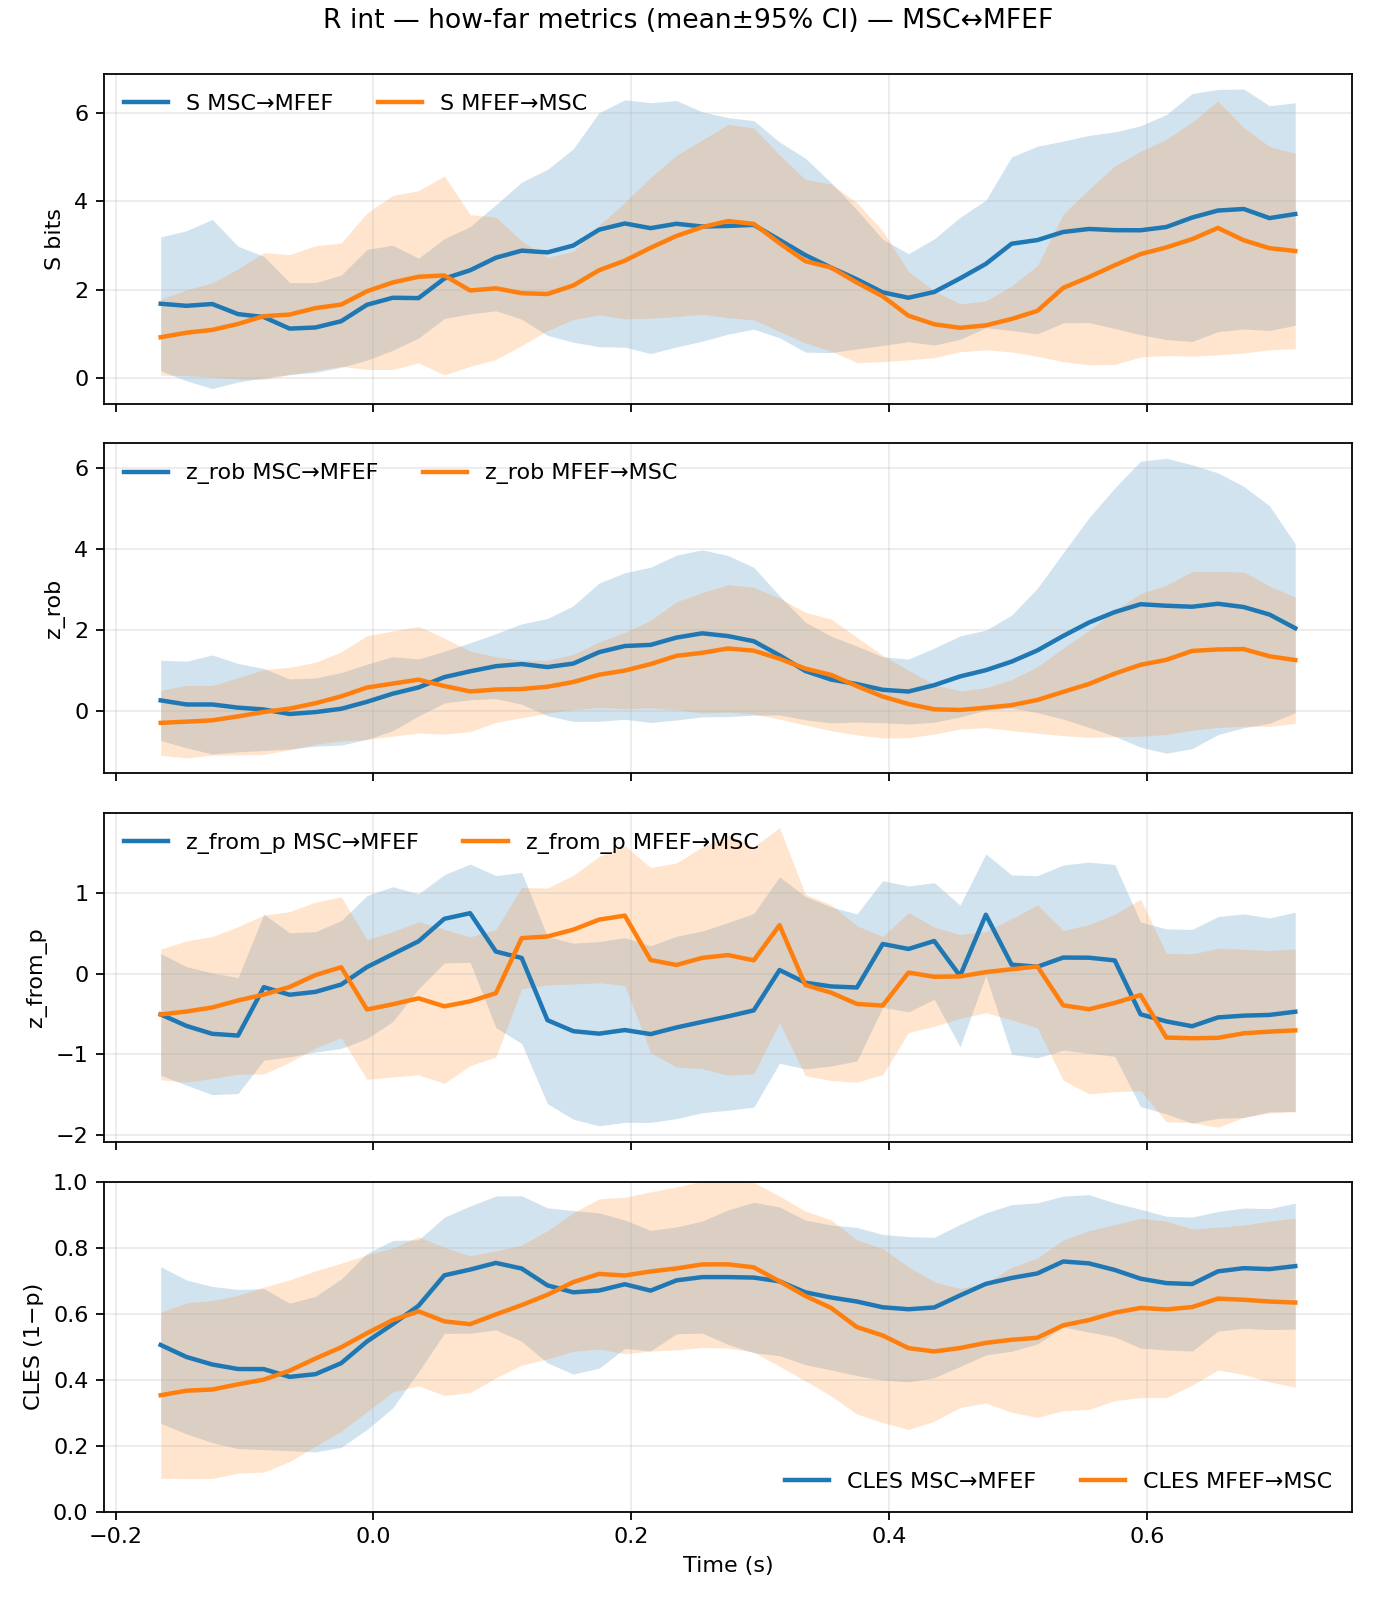 R int — how-far metrics (mean±95% CI) — MSC↔MFEF
S MSC→MFEF S MFEF→MSC
6
4
2
0
S bits
z_rob MSC→MFEF z_rob MFEF→MSC
6
4
2
0
z_rob
z_from_p MSC→MFEF z_from_p MFEF→MSC
1
0
−1
−2
z_from_p
1.0
0.8
0.6
0.4
0.2
0.0
CLES (1−p)
CLES MSC→MFEF CLES MFEF→MSC
−0.2 0.0 0.2 0.4 0.6
Time (s)